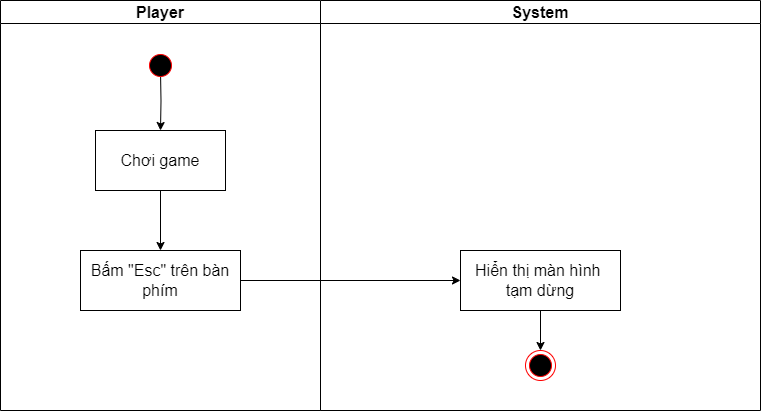 Player
System
Chơi game
Bấm "Esc" trên bàn
phím
Hiển thị màn hình
tạm dừng